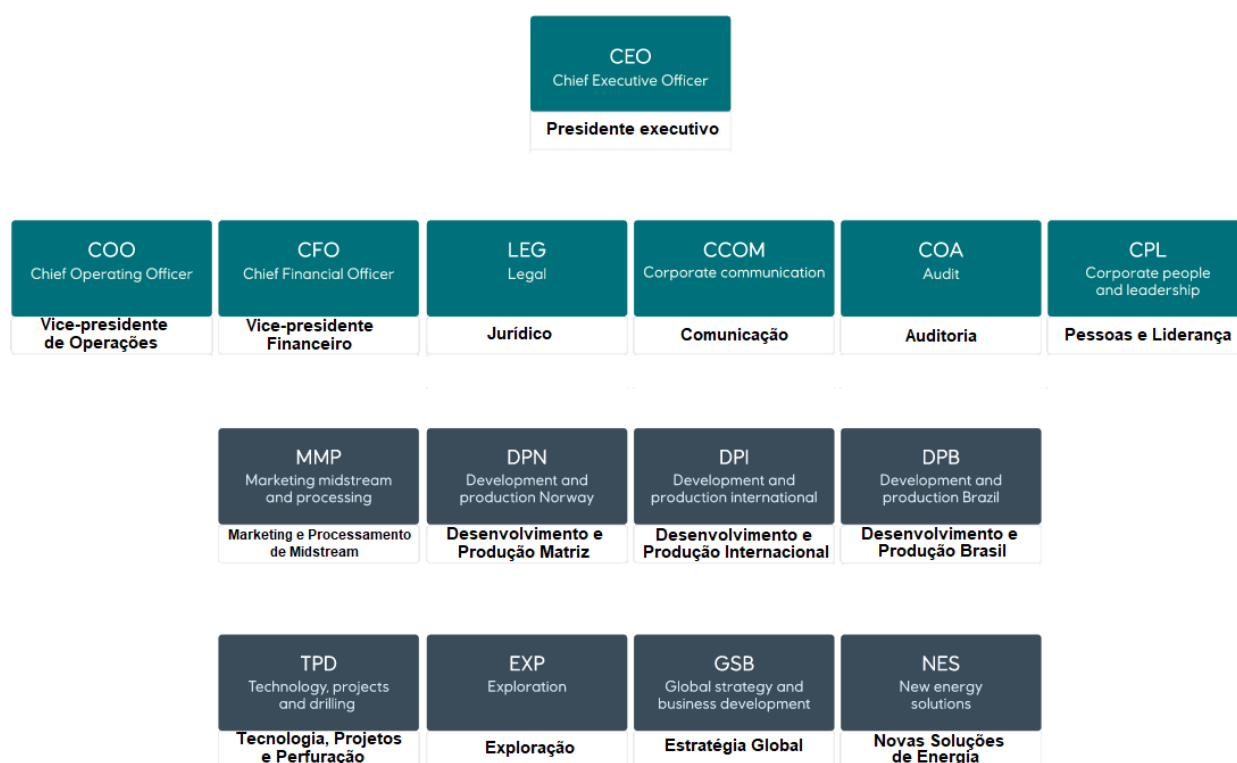 CEO
Chief Executive Officer
Presidente executivo
COO
Chief Operating Officer
Vice-presidente
de Operações
CFO
Chief Financial Officer
Vice-presidente
Financeiro
LEG
Legal
Jurídico
CCOM
Corporate communication
Comunicação
COA
Audit
Auditoria
CPL
Corporate people
and leadership
Pessoas e Liderança
MMP
Marketing midstream
and processing
Marketing e Processamento
de Midstream
DPN
Development and
production Norway
Desenvolvimento e
Produção Matriz
DPI
Development and
production international
Desenvolvimento e
Produção Internacional
DPB
Development and
production Brazil
Desenvolvimento e
Produção Brasil
TPD
Technology, projects
and drilling
Tecnologia, Projetos
e Perfuração
EXP
Exploration
Exploração
GSB
Global strategy and
business development
Estratégia Global
NES
New energy
solutions
Novas Soluções
de Energia